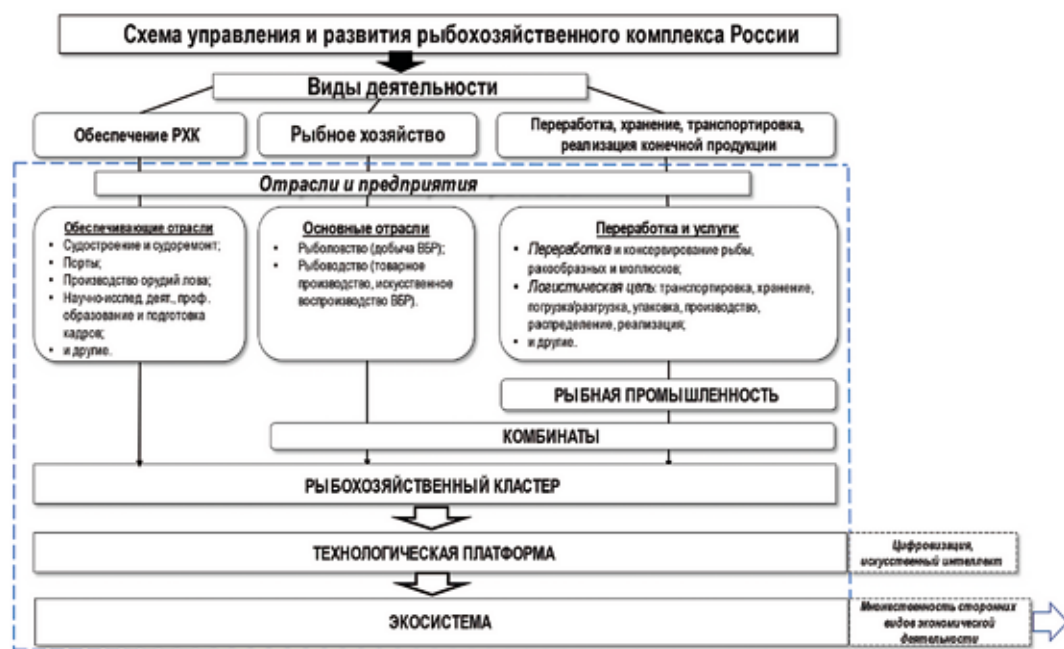 Схема управления и развития рыбохозяйственного комплекса России
Виды деятельности
Обеспечение РХК
Рыбное хозяйство
Переработка, хранение, транспортировка,
реализация конечной продукции
Отрасли и предприятия
Обеспечивающие отрасли
• Судостроение и судоремонт;
• Порты;
• Производство орудий лова;
• Научно-исслед. деят., проф.
образование и подготовка
кадров;
• и другие.
Основные отрасли
• Рыболовство (добыча ВБР);
• Рыбоводство (товарное
производство, искусственное
воспроизводство ВБР).
Переработка и услуги:
• Переработка и консервирование рыбы,
ракообразных и моллюсков;
• Логистическая цепь: транспортировка, хранение,
погрузка/разгрузка, упаковка, производство,
распределение, реализация;
• и другие.
РЫБНАЯ ПРОМЫШЛЕННОСТЬ
КОМБИНАТЫ
РЫБОХОЗЯЙСТВЕННЫЙ КЛАСТЕР
ТЕХНОЛОГИЧЕСКАЯ ПЛАТФОРМА
Цифровизация,
искусственный интеллект
ЭКОСИСТЕМА
Множественность сторонних
видов экономической
деятельности